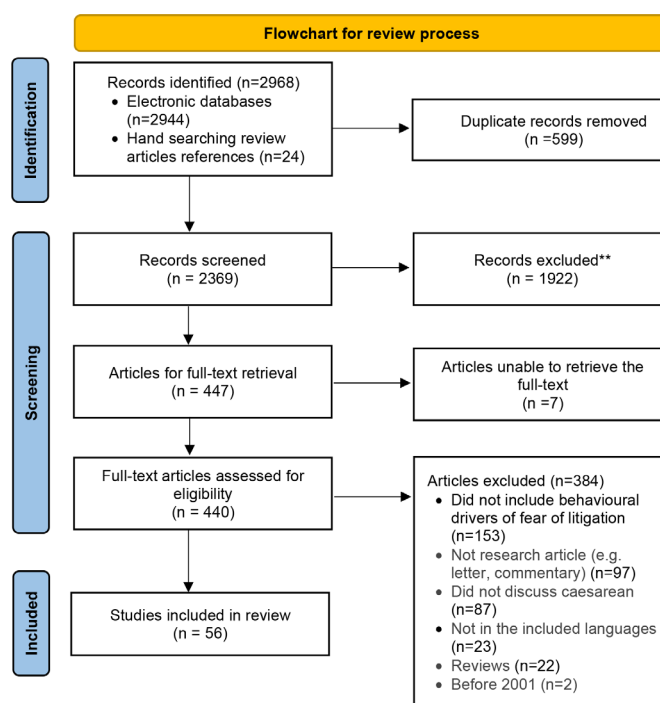 Flowchart for review process
Identification
Records identified (n=2968)
• Electronic databases
(n=2944)
• Hand searching review
articles references (n=24)
Duplicate records removed
(n =599)
Screening
Records screened
(n = 2369)
Records excluded**
(n = 1922)
Articles for full-text retrieval
(n = 447)
Articles unable to retrieve the
full-text
(n =7)
Full-text articles assessed for
eligibility
(n = 440)
Articles excluded (n=384)
• Did not include behavioural
drivers of fear of litigation
(n=153)
• Not research article (e.g.
letter, commentary) (n=97)
• Did not discuss caesarean
(n=87)
• Not in the included languages
(n=23)
• Reviews (n=22)
• Before 2001 (n=2)
Included
Studies included in review
(n = 56)